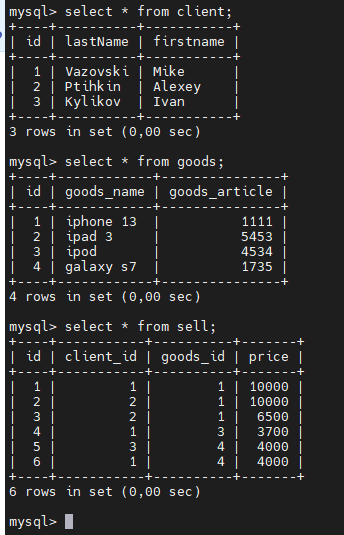 mysql> select * from client;
+----+----------+-----------+
| id | lastName | firstname |
+----+----------+-----------+
| 1 | Vazovski | Mike |
| 2 | Ptihkin | Alexey |
| 3 | Kylikov | Ivan |
+----+----------+-----------+
3 rows in set (0,00 sec)
mysql> select * from goods;
+----+------------+---------------+
| id | goods_name | goods_article |
+----+------------+---------------+
| 1 | iphone 13 | 1111 |
| 2 | ipad 3 | 5453 |
| 3 | ipod | 4534 |
| 4 | galaxy s7 | 1735 |
+----+------------+---------------+
4 rows in set (0,00 sec)
mysql> select * from sell;
+----+-----------+----------+-------+
| id | client_id | goods_id | price |
+----+-----------+----------+-------+
| 1 | 1 | 1 | 10000 |
| 2 | 2 | 1 | 10000 |
| 3 | 2 | 1 | 6500 |
| 4 | 1 | 3 | 3700 |
| 5 | 3 | 4 | 4000 |
| 6 | 1 | 4 | 4000 |
+----+-----------+----------+-------+
6 rows in set (0,00 sec)
mysql>